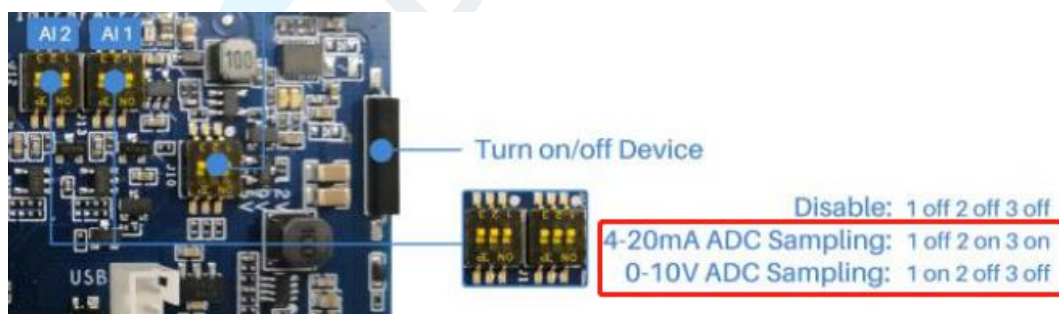 AI 2
AI 1
100
J10
Turn on/off Device
USB
Disable: 1 off 2 off 3 off
4-20mA ADC Sampling: 1 off 2 on 3 on
0-10V ADC Sampling: 1 on 2 off 3 off